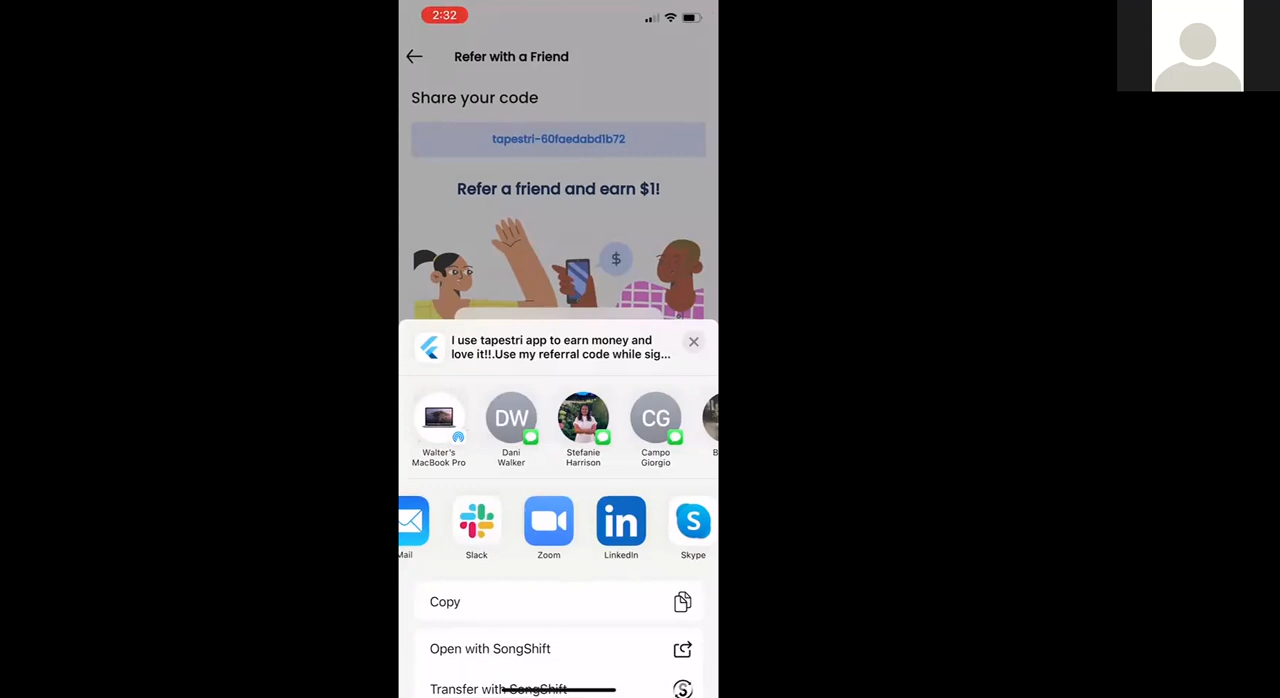 2:32
Refer with a Friend
Share your code
tapestri-60faedabd1b72
Refer a friend and earn $1!
$
I use tapestri app to earn money and
love it!!.Use my referral code while sig...
DW
CG
Walter's
MacBook Pro
Dani
Walker
Stefanie
Harrison
Campo
Giorgio
B
in
S
Mail
Slack
Zoom
LinkedIn
Skype
Copy
Open with SongShift
Transfer with SongShift